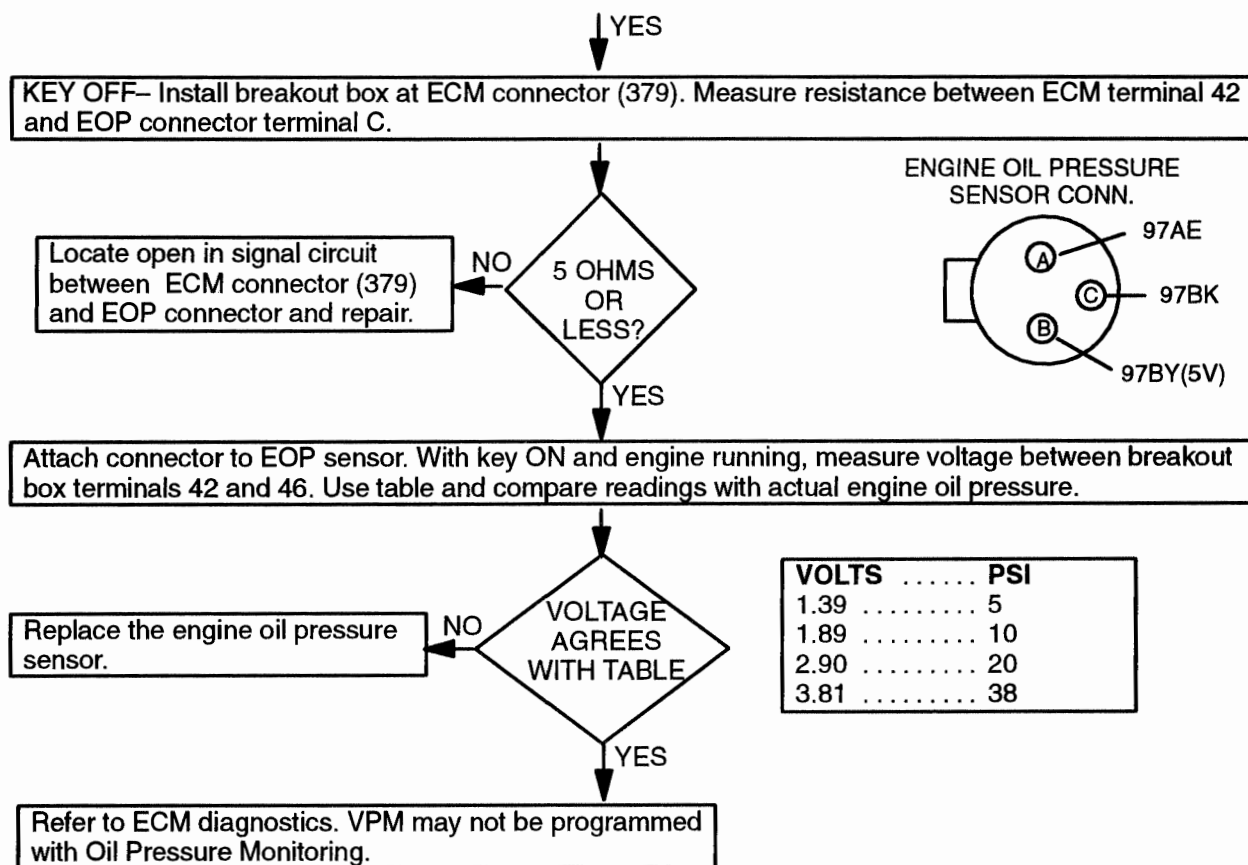 YES
KEY OFF– Install breakout box at ECM connector (379). Measure resistance between ECM terminal 42
and EOP connector terminal C.
ENGINE OIL PRESSURE
SENSOR CONN.
A
97AE
C
97BK
B
97BY(5V)
Locate open in signal circuit
between ECM connector (379)
and EOP connector and repair.
NO
5 OHMS
OR
LESS?
YES
Attach connector to EOP sensor. With key ON and engine running, measure voltage between breakout
box terminals 42 and 46. Use table and compare readings with actual engine oil pressure.
Replace the engine oil pressure
sensor.
NO
VOLTAGE
AGREES
WITH TABLE
VOLTS ...... PSI
1.39 ......... 5
1.89 ......... 10
2.90 ......... 20
3.81 ......... 38
YES
Refer to ECM diagnostics. VPM may not be programmed
with Oil Pressure Monitoring.